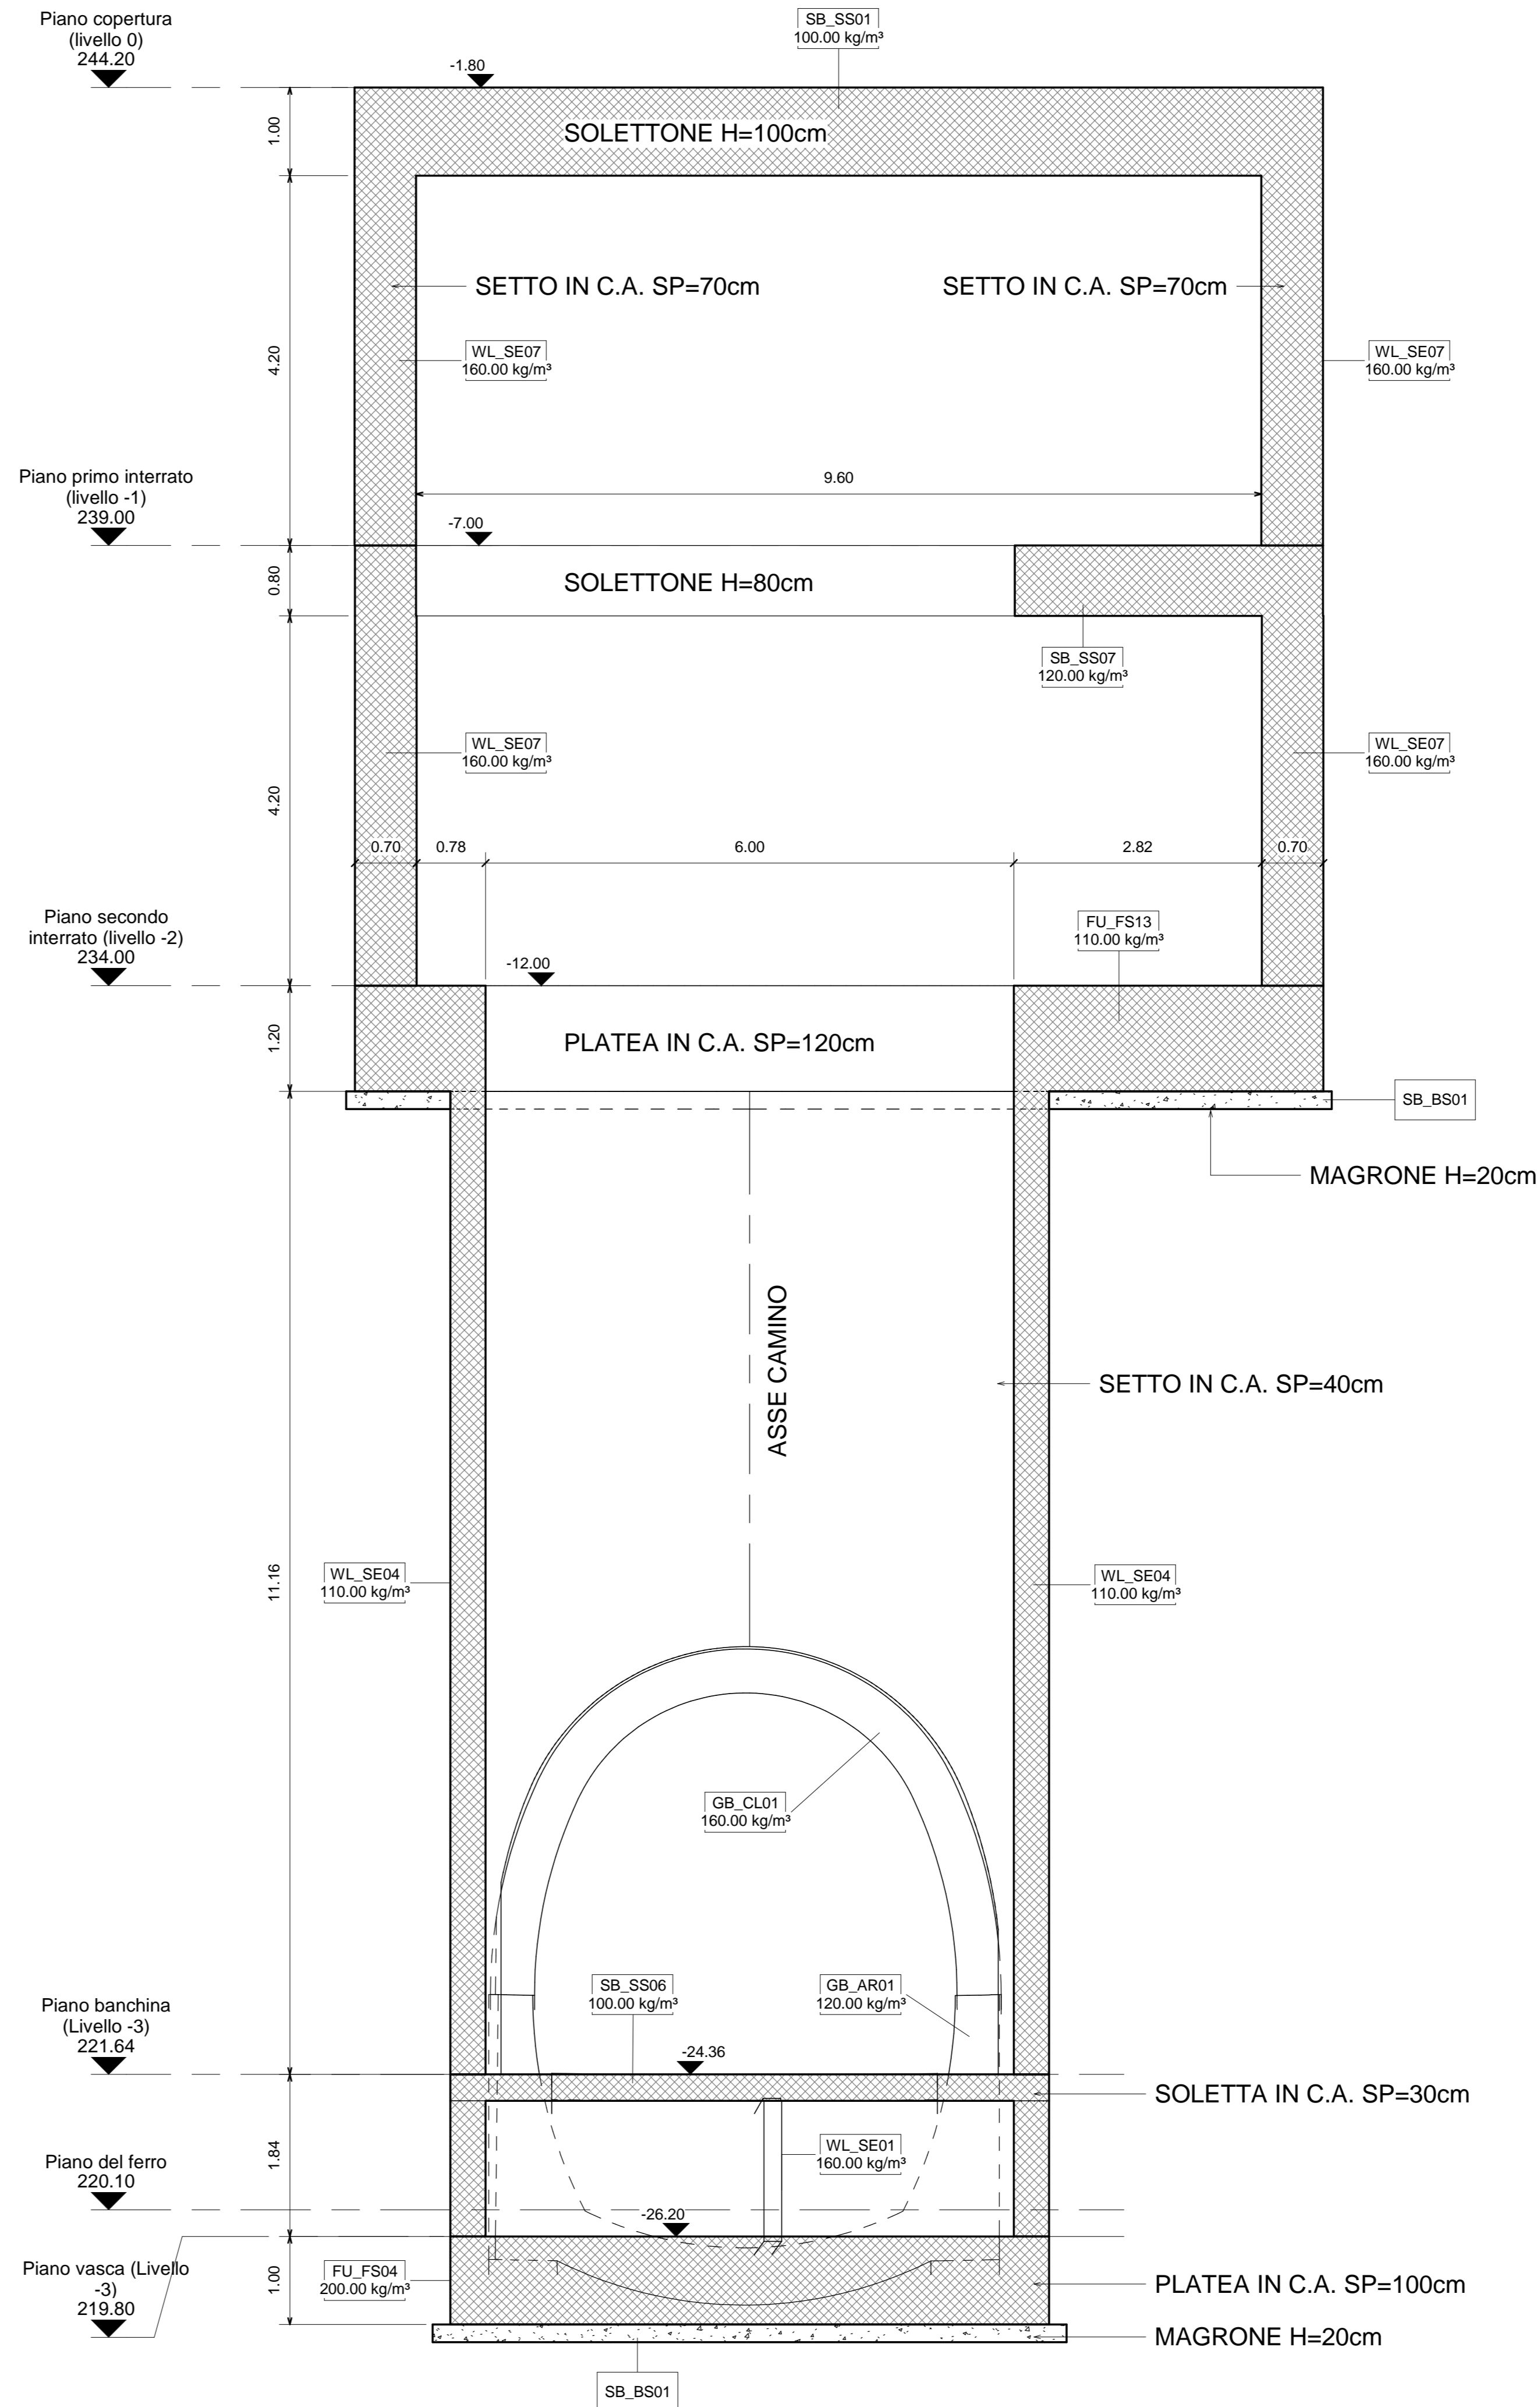 Piano copertura
(livello 0)
244.20
SB_SS01
100.00 kg/m³
-1.80
1.00
SOLETTONE H=100cm
SETTO IN C.A. SP=70cm
SETTO IN C.A. SP=70cm
4.20
WL_SE07
160.00 kg/m³
WL_SE07
160.00 kg/m³
9.60
Piano primo interrato
(livello -1)
239.00
-7.00
0.80
SOLETTONE H=80cm
SB_SS07
120.00 kg/m³
4.20
WL_SE07
160.00 kg/m³
WL_SE07
160.00 kg/m³
0.70
0.78
6.00
2.82
0.70
Piano secondo
interrato (livello -2)
234.00
FU_FS13
110.00 kg/m³
-12.00
1.20
PLATEA IN C.A. SP=120cm
SB_BS01
MAGRONE H=20cm
ASSE CAMINO
SETTO IN C.A. SP=40cm
11.16
WL_SE04
110.00 kg/m³
WL_SE04
110.00 kg/m³
GB_CL01
160.00 kg/m³
SB_SS06
100.00 kg/m³
GB_AR01
120.00 kg/m³
Piano banchina
(Livello -3)
221.64
-24.36
SOLETTA IN C.A. SP=30cm
1.84
WL_SE01
160.00 kg/m³
Piano del ferro
220.10
-26.20
Piano vasca (Livello
-3)
219.80
1.00
FU_FS04
200.00 kg/m³
PLATEA IN C.A. SP=100cm
MAGRONE H=20cm
SB_BS01